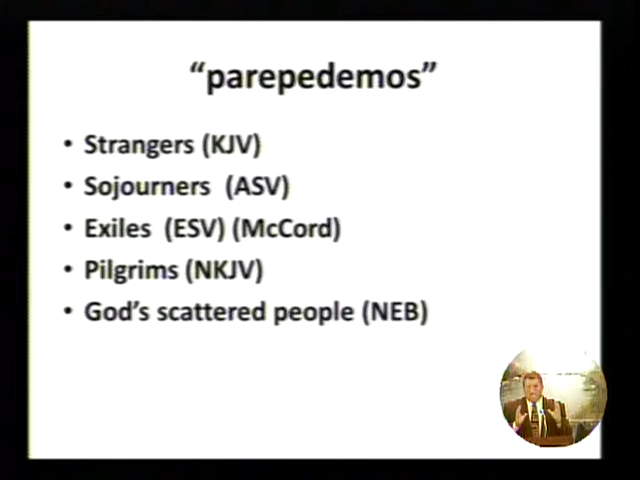 “parepedemos”
• Strangers (KJV)
• Sojourners (ASV)
• Exiles (ESV) (McCord)
• Pilgrims (NKJV)
• God’s scattered people (NEB)